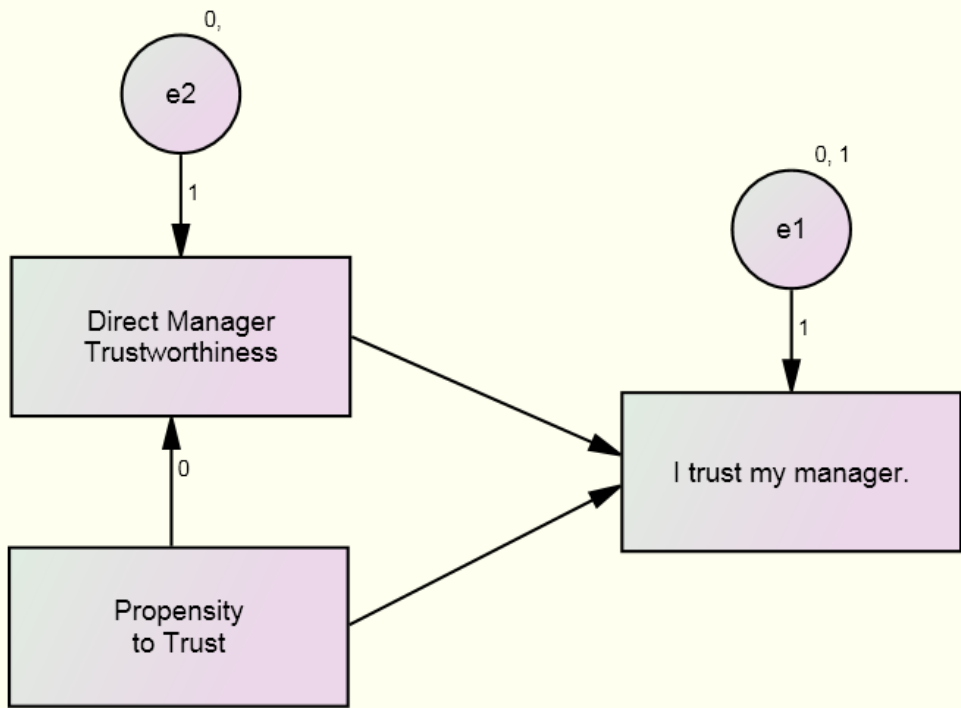 0,
e2
1
0, 1
e1
1
Direct Manager
Trustworthiness
I trust my manager.
0
Propensity
to Trust